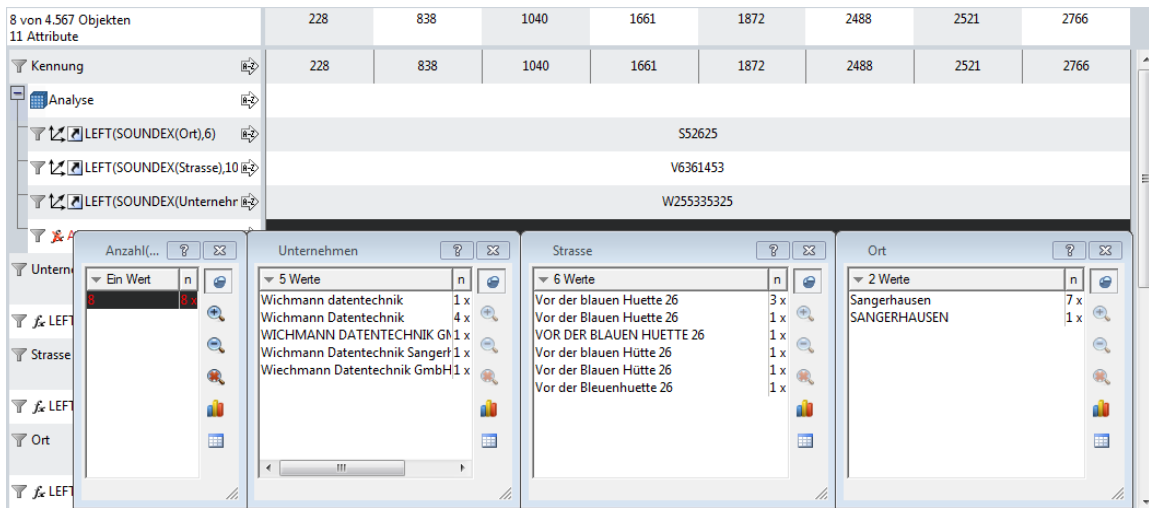 8 von 4.567 Objekten 228 838 1040 1661 1872 2488 2521 2766
11 Attribute
Kennung 228 838 1040 1661 1872 2488 2521 2766
Analyse
LEFT(SOUNDEX(Ort),6) S52625
LEFT(SOUNDEX(Strasse),10 V6361453
LEFT(SOUNDEX(Unternehr W255335325
Untern
LEFT
Strasse
LEFT
Ort
LEFT
Anzahl(...
Ein Wert n
8 8 x
Unternehmen
5 Werte n
Wichmann datentechnik 1 x
Wichmann Datentechnik 4 x
WICHMANN DATENTECHNIK GN 1 x
Wichmann Datentechnik Sangerh 1 x
Wiechmann Datentechnik GmbH 1 x
Strasse
6 Werte n
Vor der blauen Huette 26 3 x
Vor der Blauen Huette 26 1 x
VOR DER BLAUEN HUETTE 26 1 x
Vor der blauen Hütte 26 1 x
Vor der Blauen Hütte 26 1 x
Vor der Bleuenhuette 26 1 x
Ort
2 Werte n
Sangerhausen 7 x
SANGERHAUSEN 1 x